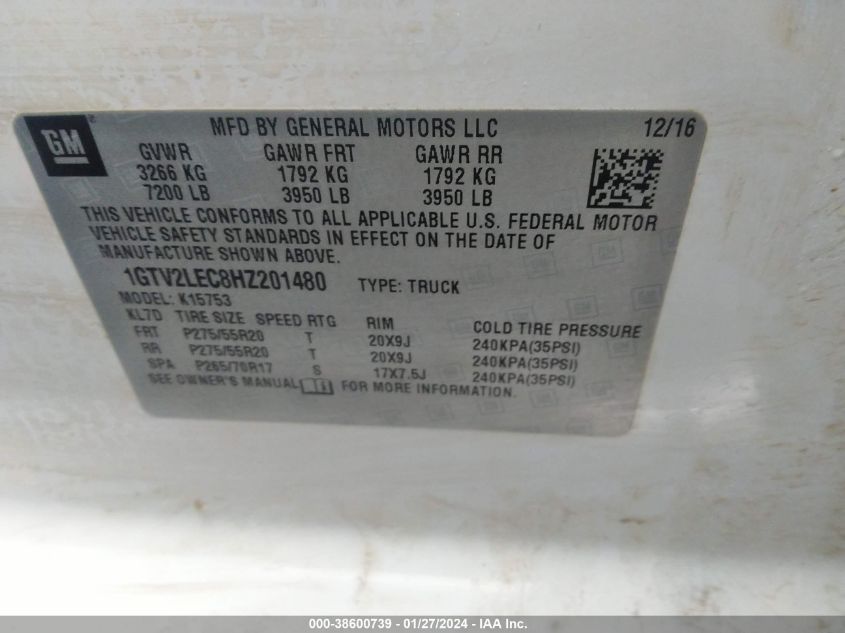 GM
MFD BY GENERAL MOTORS LLC 12/16
GVWR GAWR FRT GAWR RR
3266 KG 1792 KG 1792 KG
7200 LB 3950 LB 3950 LB
THIS VEHICLE CONFORMS TO ALL APPLICABLE U.S. FEDERAL MOTOR
VEHICLE SAFETY STANDARDS IN EFFECT ON THE DATE OF
MANUFACTURE SHOWN ABOVE.
1GTV2LEC8HZ201480 TYPE: TRUCK
MODEL: K15753
KL7D TIRE SIZE SPEED RTG RIM COLD TIRE PRESSURE
FRT P275/55R20 T 20X9J 240KPA(35PSI)
RR P275/55R20 T 20X9J 240KPA(35PSI)
SPA P265/70R17 S 17X7.5J 240KPA(35PSI)
SEE OWNER'S MANUAL FOR MORE INFORMATION.
000-38600739 - 01/27/2024 - IAA Inc.